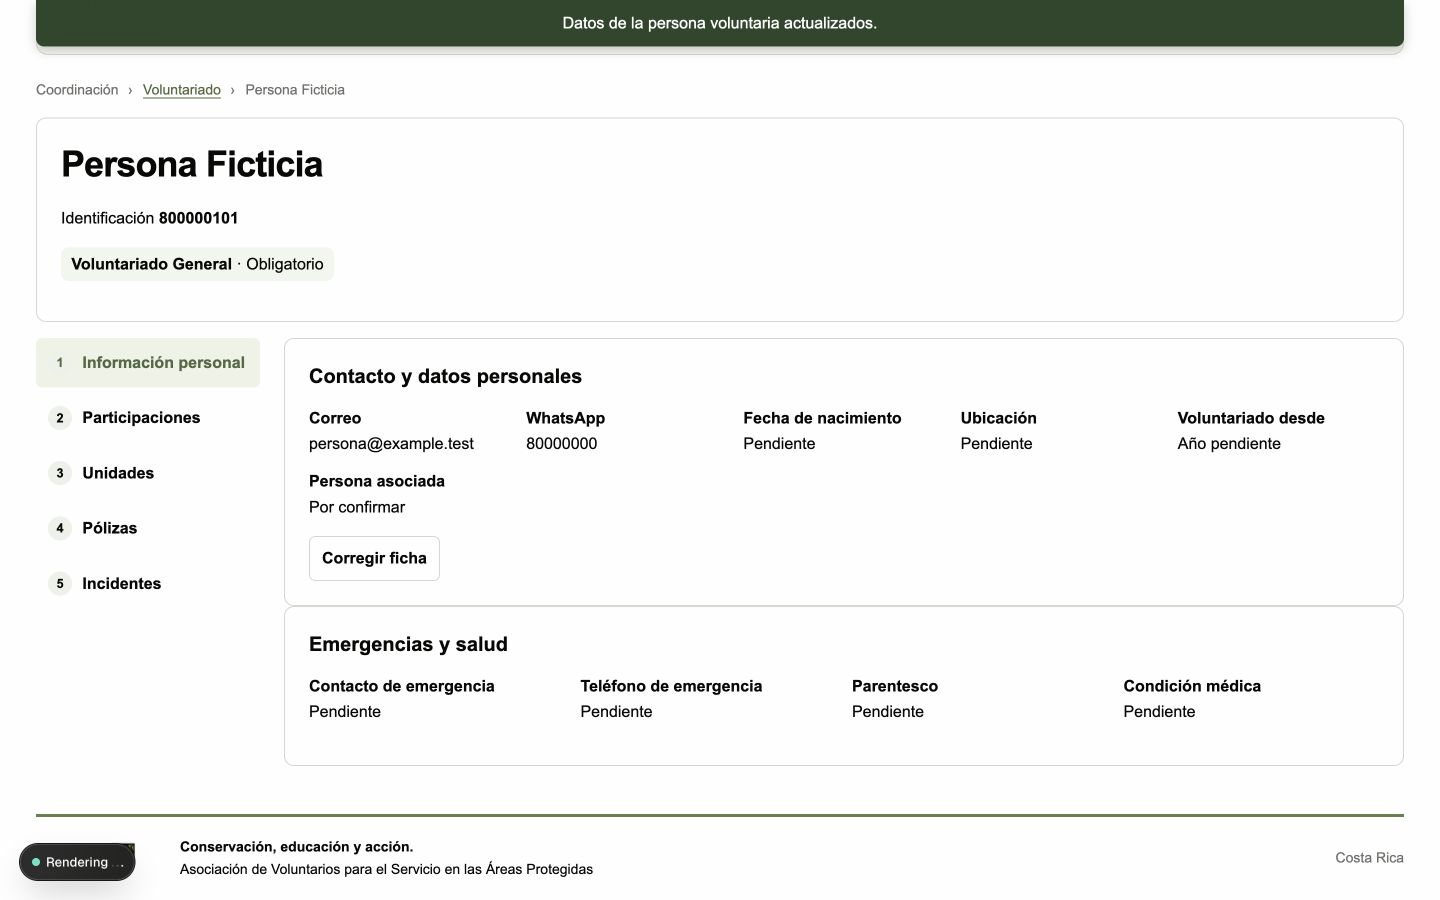 Datos de la persona voluntaria actualizados.
Coordinación › Voluntariado › Persona Ficticia
Persona Ficticia
Identificación 800000101
Voluntariado General · Obligatorio
1 Información personal
2 Participaciones
3 Unidades
4 Pólizas
5 Incidentes
Contacto y datos personales
Correo
persona@example.test
WhatsApp
80000000
Fecha de nacimiento
Pendiente
Ubicación
Pendiente
Voluntariado desde
Año pendiente
Persona asociada
Por confirmar
Corregir ficha
Emergencias y salud
Contacto de emergencia
Pendiente
Teléfono de emergencia
Pendiente
Parentesco
Pendiente
Condición médica
Pendiente
Rendering ...
Conservación, educación y acción.
Asociación de Voluntarios para el Servicio en las Áreas Protegidas
Costa Rica